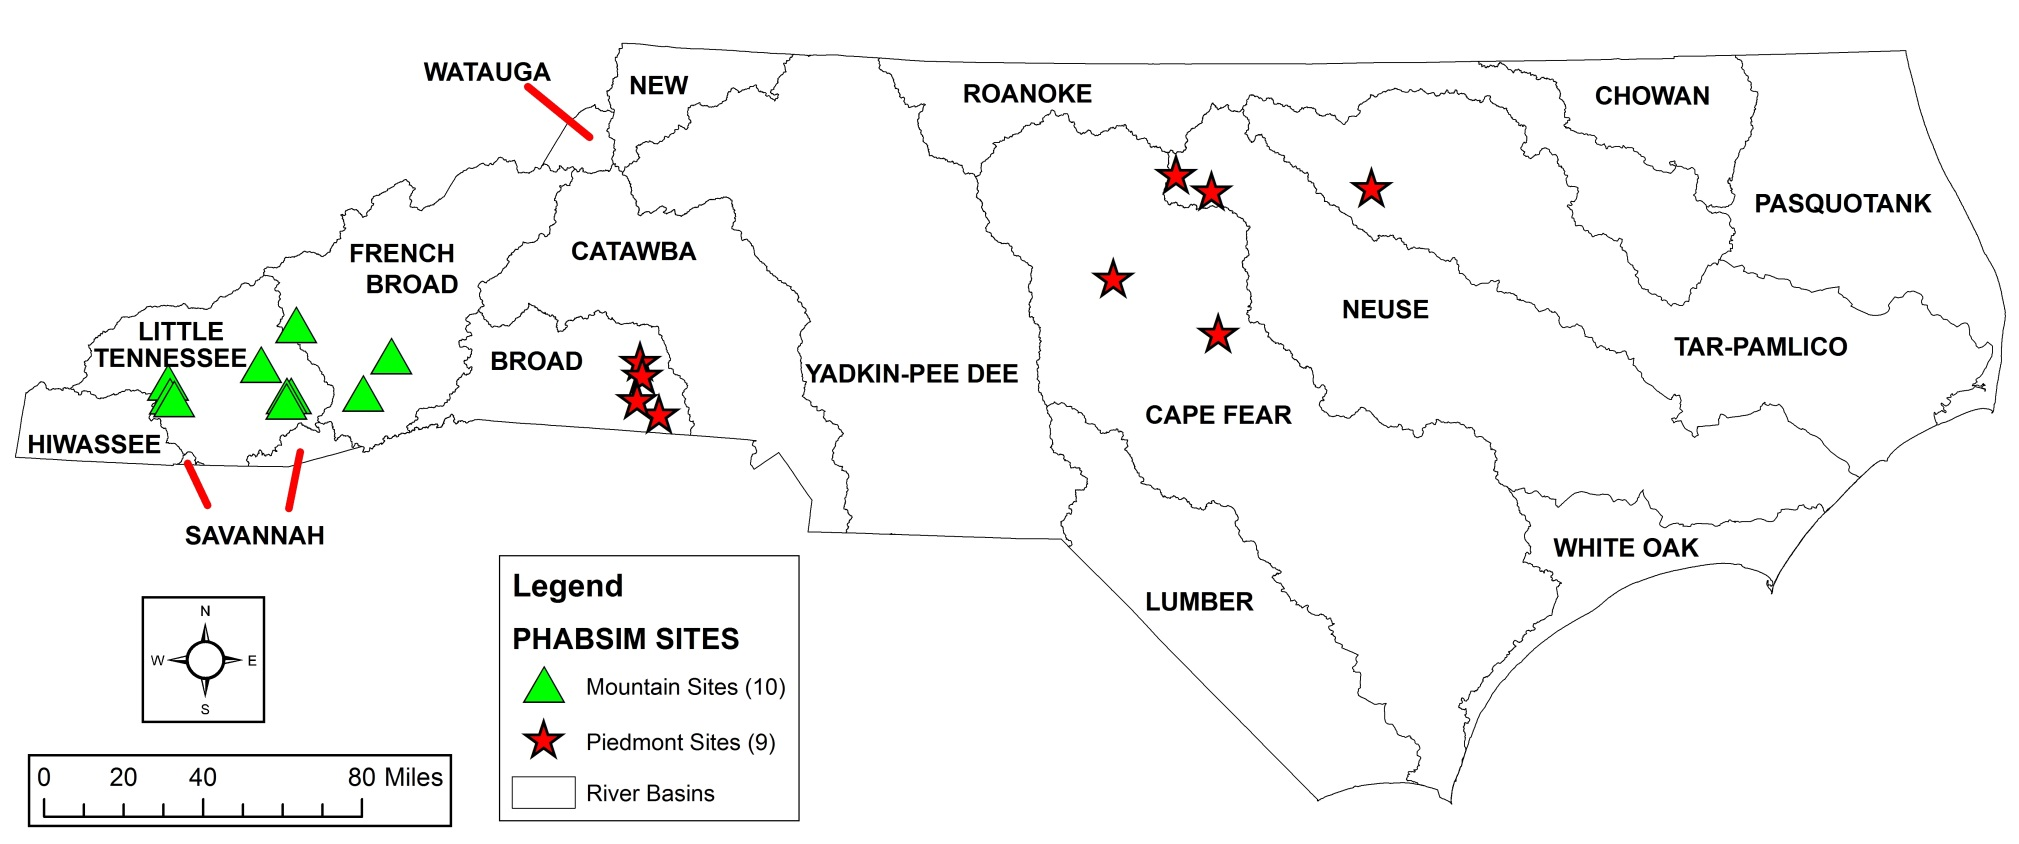 WATAUGA
NEW
ROANOKE
CHOWAN
PASQUOTANK
FRENCH
BROAD
CATAWBA
NEUSE
LITTLE
TENNESSEE
BROAD
YADKIN-PEE DEE
TAR-PAMLICO
CAPE FEAR
HIWASSEE
SAVANNAH
WHITE OAK
LUMBER
N
W
E
S
0
20
40
80 Miles
Legend
PHABSIM SITES
Mountain Sites (10)
Piedmont Sites (9)
River Basins